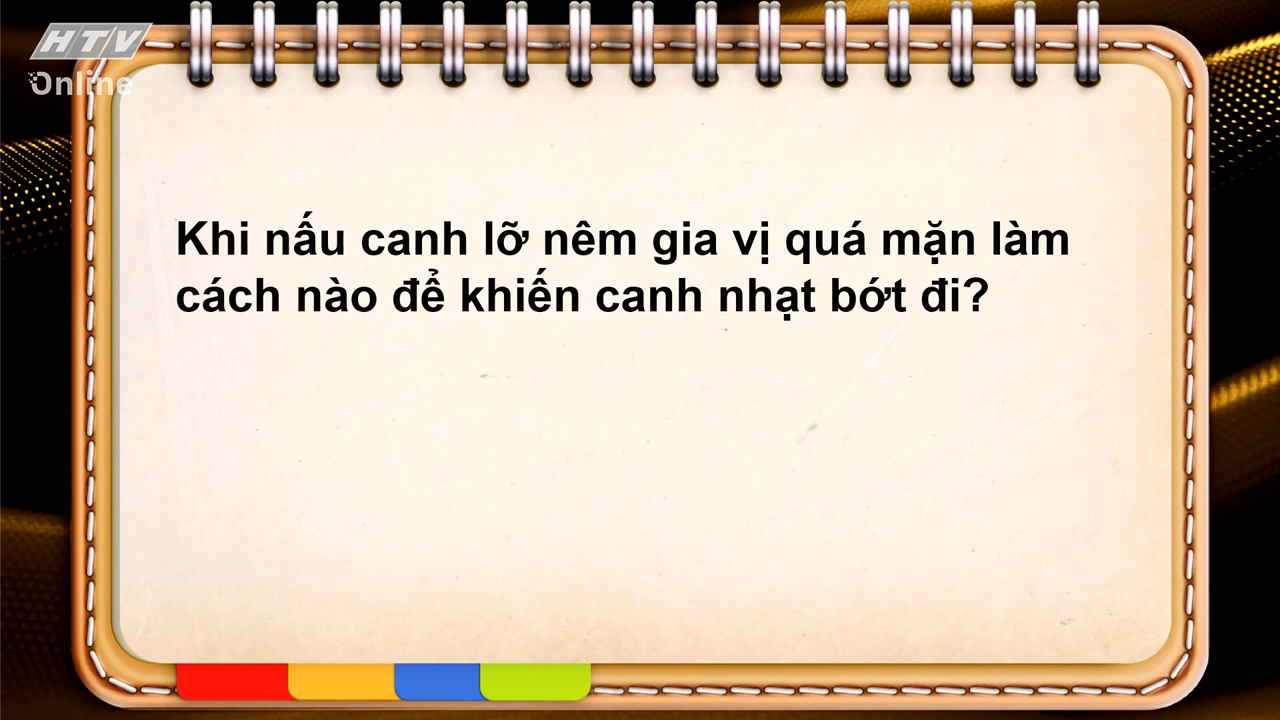 HTV
Online
Khi nấu canh lỡ nêm gia vị quá mặn làm
cách nào để khiến canh nhạt bớt đi?